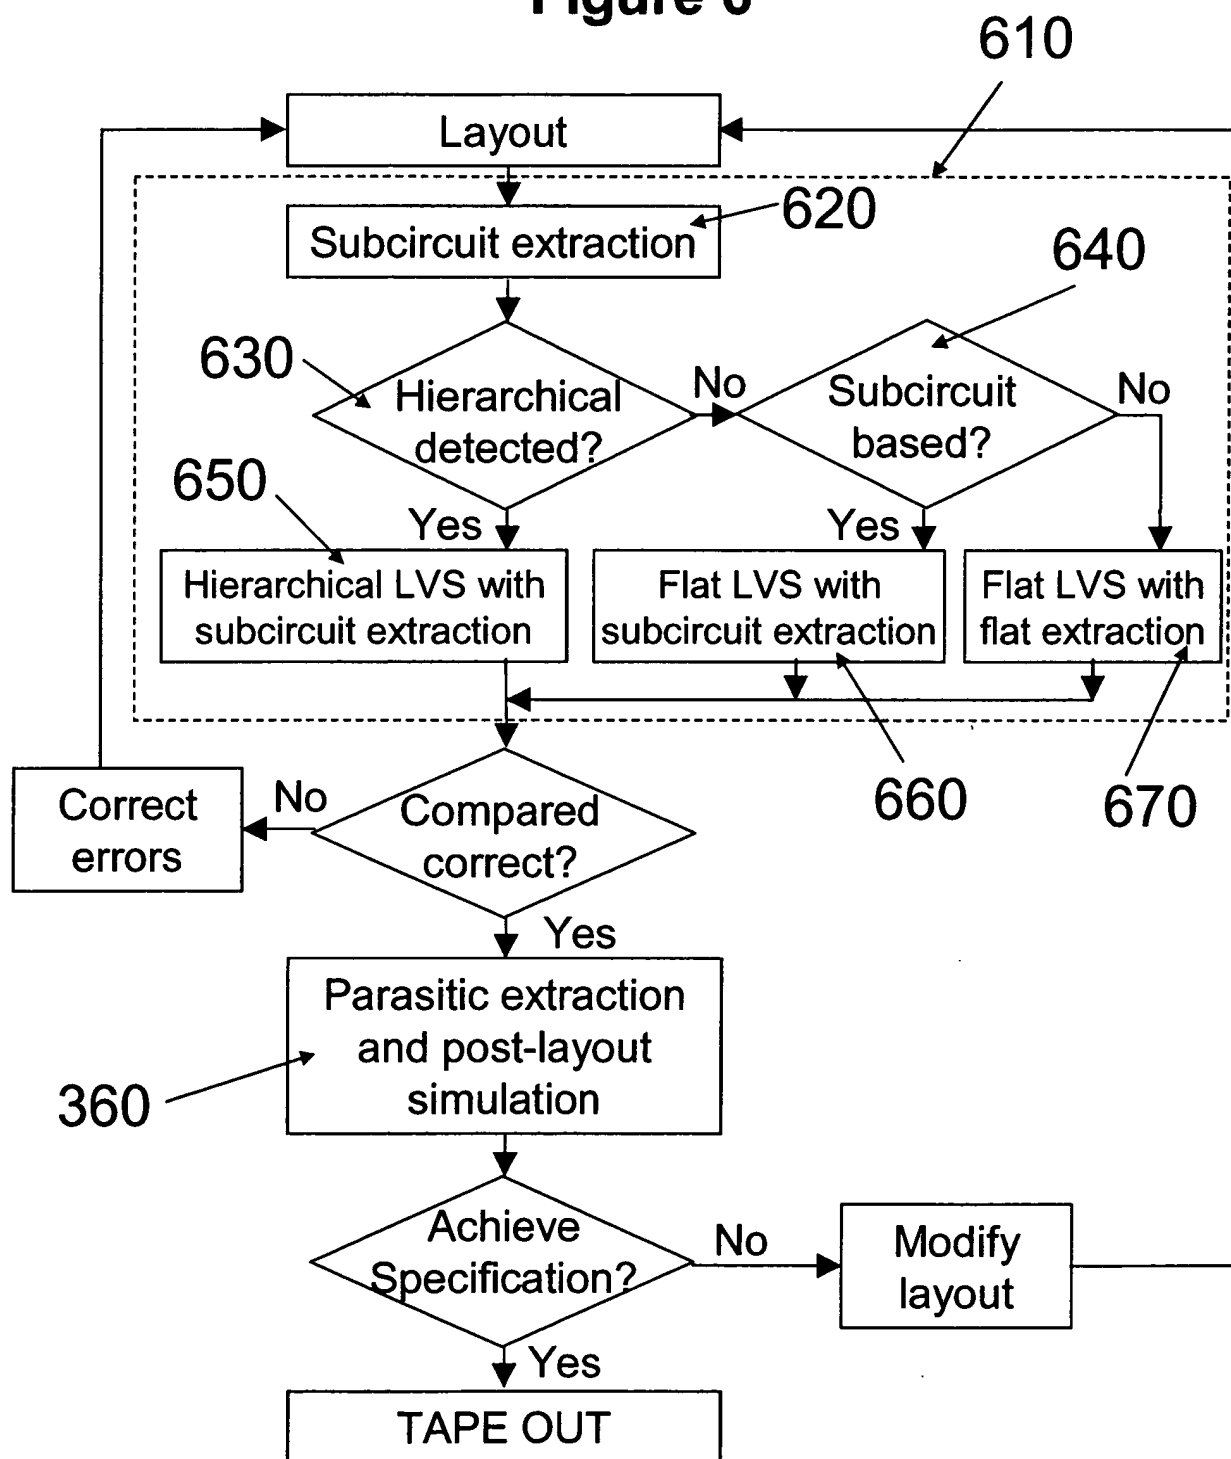 Figure 6
610
Layout
620
Subcircuit extraction
640
630
Hierarchical
detected?
No
Subcircuit
based?
No
650
Yes
Yes
Hierarchical LVS with
subcircuit extraction
Flat LVS with
subcircuit extraction
Flat LVS with
flat extraction
660
670
Correct
errors
No
Compared
correct?
Yes
Parasitic extraction
and post-layout
simulation
360
Achieve
Specification?
No
Modify
layout
Yes
TAPE OUT